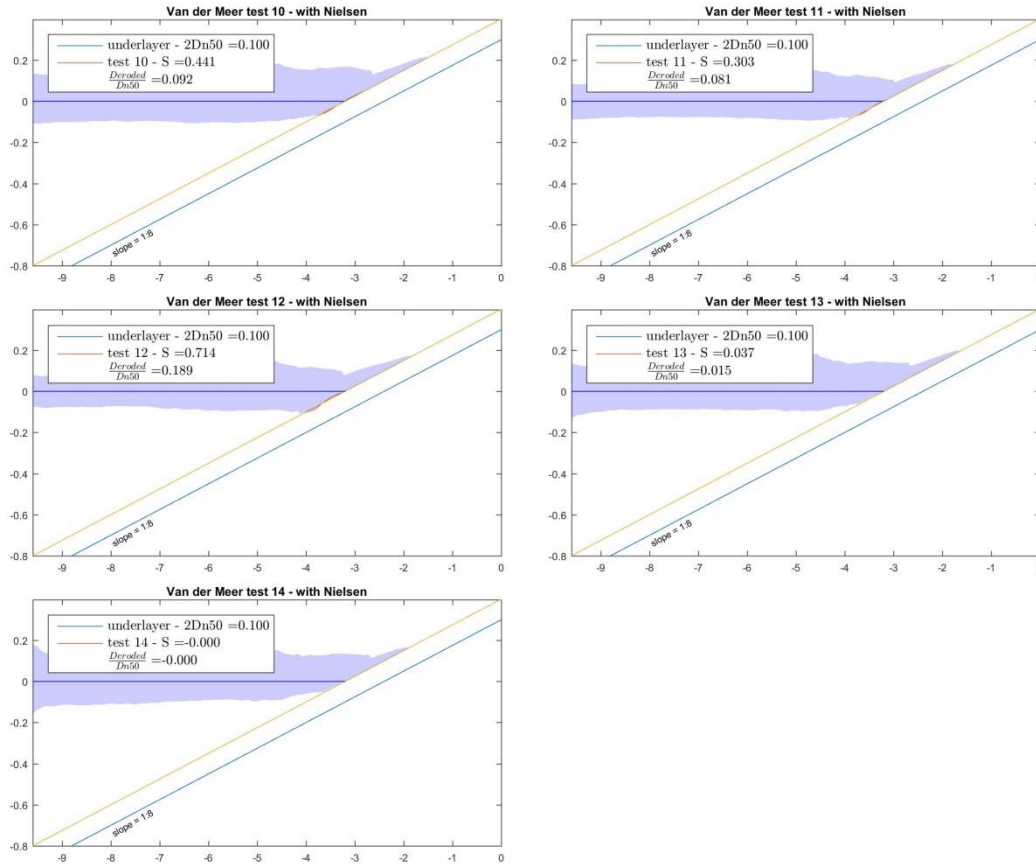 Van der Meer test 10 - with Nielsen
underlayer - 2Dn50 =0.100
test 10 - S =0.441
Deroded/Dn50 =0.092
slope = 1:8
0.2
0
-0.2
-0.4
-0.6
-0.8
-9 -8 -7 -6 -5 -4 -3 -2 -1 0
Van der Meer test 11 - with Nielsen
underlayer - 2Dn50 =0.100
test 11 - S =0.303
Deroded/Dn50 =0.081
slope = 1:8
0.2
0
-0.2
-0.4
-0.6
-0.8
-9 -8 -7 -6 -5 -4 -3 -2 -1 0
Van der Meer test 12 - with Nielsen
underlayer - 2Dn50 =0.100
test 12 - S =0.714
Deroded/Dn50 =0.189
slope = 1:8
0.2
0
-0.2
-0.4
-0.6
-0.8
-9 -8 -7 -6 -5 -4 -3 -2 -1 0
Van der Meer test 13 - with Nielsen
underlayer - 2Dn50 =0.100
test 13 - S =0.037
Deroded/Dn50 =0.015
slope = 1:8
0.2
0
-0.2
-0.4
-0.6
-0.8
-9 -8 -7 -6 -5 -4 -3 -2 -1 0
Van der Meer test 14 - with Nielsen
underlayer - 2Dn50 =0.100
test 14 - S =-0.000
Deroded/Dn50 =-0.000
slope = 1:8
0.2
0
-0.2
-0.4
-0.6
-0.8
-9 -8 -7 -6 -5 -4 -3 -2 -1 0